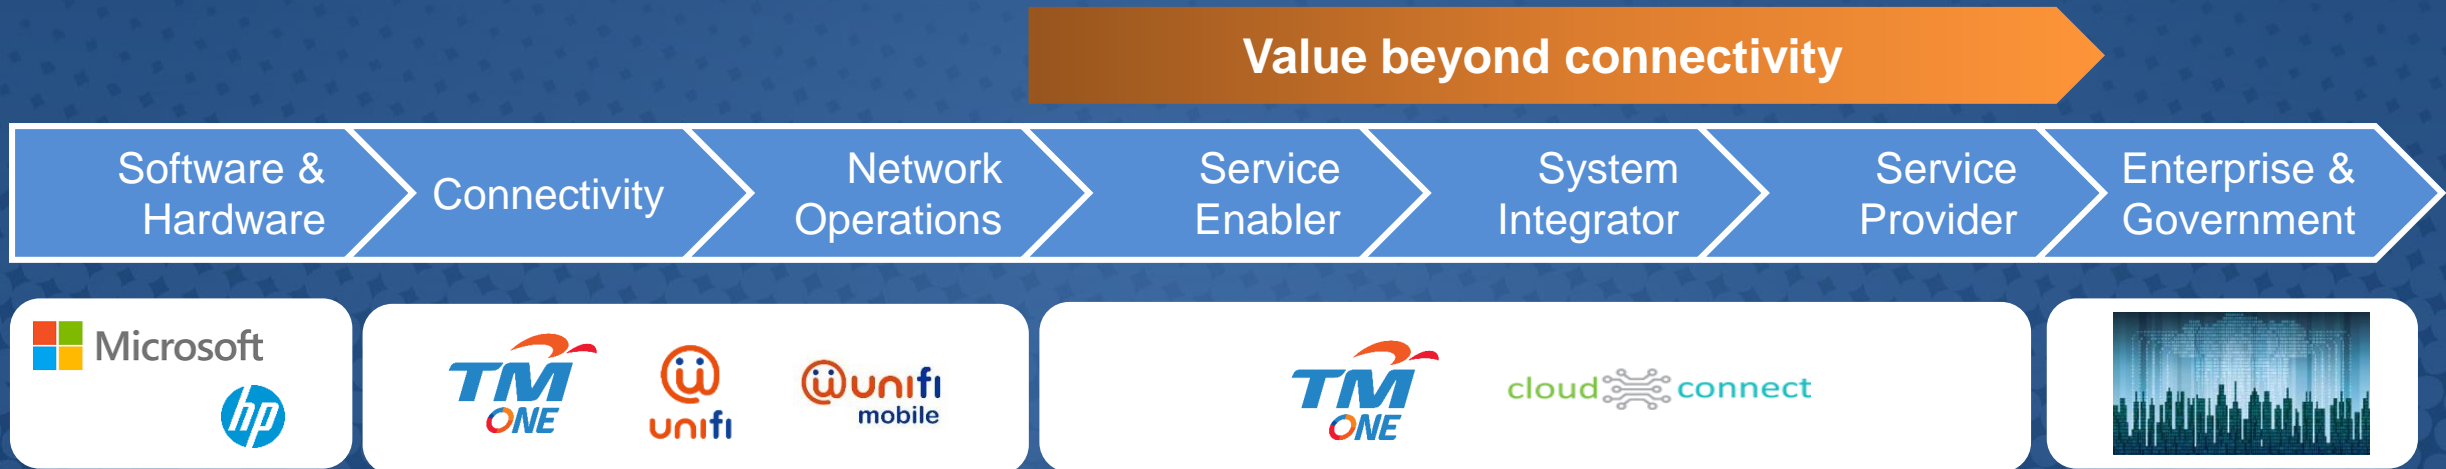 Value beyond connectivity
Software &
Hardware
Connectivity
Network
Operations
Service
Enabler
System
Integrator
Service
Provider
Enterprise &
Government
Microsoft
hp
TM
ONE
unifi
unifi
mobile
TM
ONE
cloud connect